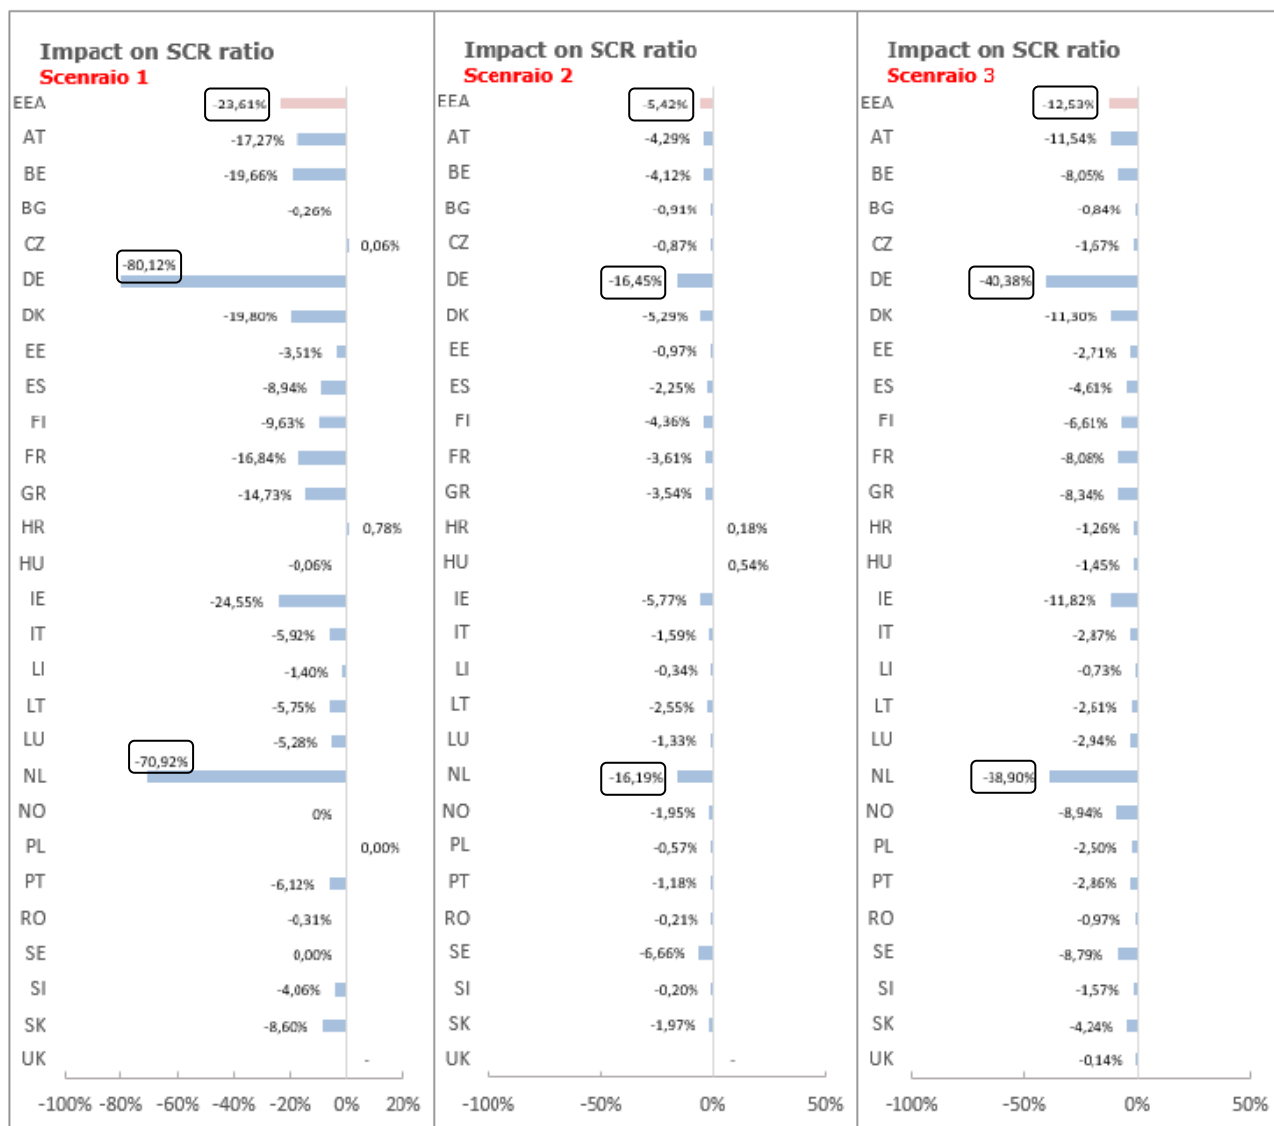 Impact on SCR ratio
Scenraio 1
EEA -23,61%
AT -17,27%
BE -19,66%
BG -0,26%
CZ 0,06%
DE -80,12%
DK -19,80%
EE -3,51%
ES -8,94%
FI -9,63%
FR -16,84%
GR -14,73%
HR 0,78%
HU -0,06%
IE -24,55%
IT -5,92%
LI -1,40%
LT -5,75%
LU -5,28%
NL -70,92%
NO 0%
PL 0,00%
PT -6,12%
RO -0,31%
SE 0,00%
SI -4,06%
SK -8,60%
UK -
-100% -80% -60% -40% -20% 0% 20%
Impact on SCR ratio
Scenraio 2
EEA -5,42%
AT -4,29%
BE -4,12%
BG -0,91%
CZ -0,87%
DE -16,45%
DK -5,29%
EE -0,97%
ES -2,25%
FI -4,36%
FR -3,61%
GR -3,54%
HR 0,18%
HU 0,54%
IE -5,77%
IT -1,59%
LI -0,34%
LT -2,55%
LU -1,33%
NL -16,19%
NO -1,95%
PL -0,57%
PT -1,18%
RO -0,21%
SE -6,66%
SI -0,20%
SK -1,97%
UK -
-100% -50% 0% 50%
Impact on SCR ratio
Scenraio 3
EEA -12,53%
AT -11,54%
BE -8,05%
BG -0,84%
CZ -1,67%
DE -40,38%
DK -11,30%
EE -2,71%
ES -4,61%
FI -6,61%
FR -8,08%
GR -8,34%
HR -1,26%
HU -1,45%
IE -11,82%
IT -2,87%
LI -0,73%
LT -2,61%
LU -2,94%
NL -38,90%
NO -8,94%
PL -2,50%
PT -2,86%
RO -0,97%
SE -8,79%
SI -1,57%
SK -4,24%
UK -0,14%
-100% -50% 0% 50%